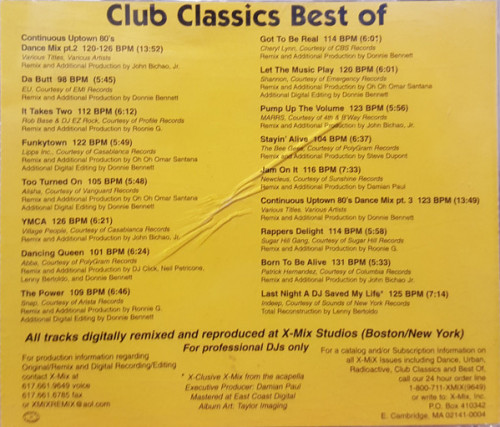 Club Classics Best of
Continuous Uptown 80's
Dance Mix pt.2 120-126 BPM (13:52)
Various Titles, Various Artists
Remix and Additional Production by John Bichao, Jr.
Da Butt 98 BPM (5:45)
EU, Courtesy of EMI Records
Remix and Additional Production by Donnie Bennett
It Takes Two 112 BPM (6:12)
Rob Base & DJ EZ Rock, Courtesy of Profile Records
Remix and Additional Production by Roonie G.
Funkytown 122 BPM (5:49)
Lipps Inc., Courtesy of Casablanca Records
Remix and Additional Production by Oh Oh Omar Santana
Additional Digital Editing by Donnie Bennett
Too Turned On 105 BPM (5:48)
Alisha, Courtesy of Vanguard Records
Remix and Additional Production by Oh Oh Omar Santana
Additional Digital Editing by Donnie Bennett
YMCA 126 BPM (6:21)
Village People, Courtesy of Casablanca Records
Remix and Additional Production by John Bichao, Jr.
Dancing Queen 101 BPM (6:24)
Abba, Courtesy of PolyGram Records
Remix and Additional Production by DJ Click, Neil Petricone,
Lenny Bertoldo, and Donnie Bennett
The Power 109 BPM (6:46)
Snap, Courtesy of Arista Records
Remix and Additional Production by Ronnie G.
Additional Digital Editing by Donnie Bennett
Got To Be Real 114 BPM (6:01)
Cheryl Lynn, Courtesy of CBS Records
Remix and Additional Production by Donnie Bennett
Let The Music Play 120 BPM (6:01)
Shannon, Courtesy of Emergency Records
Remix and Additional Production by Oh Oh Omar Santana
Additional Digital Editing by Donnie Bennett
Pump Up The Volume 123 BPM (5:56)
MARRS, Courtesy of 4th & B'Way Records
Remix and Additional Production by John Bichao, Jr.
Stayin' Alive 104 BPM (6:37)
The Bee Gees, Courtesy of PolyGram Records
Remix and Additional Production by Steve Dupont
Jam On It 116 BPM (7:33)
Newcleus, Courtesy of Sunshine Records
Remix and Additional Production by Damian Paul
Continuous Uptown 80's Dance Mix pt. 3 123 BPM (13:49)
Various Titles, Various Artists
Remix and Additional Production by Donnie Bennett
Rappers Delight 114 BPM (5:58)
Sugar Hill Gang, Courtesy of Sugar Hill Records
Remix and Additional Production by Roonie G.
Born To Be Alive 131 BPM (5:33)
Patrick Hernandez, Courtesy of Columbia Records
Remix and Additional Production by John Bichao, Jr.
Last Night A DJ Saved My Life* 125 BPM (7:14)
Indeep, Courtesy of Sounds of New York Records
Total Reconstruction by Lenny Bertoldo
All tracks digitally remixed and reproduced at X-Mix Studios (Boston/New York)
For professional DJs only
For production information regarding
Original/Remix and Digital Recording/Editing
contact X-Mix at
617.661.9649 voice
617.661.6785 fax
or XMIXREMIX@aol.com
* X-Clusive X-Mix from the acapella
Executive Producer: Damian Paul
Mastered at East Coast Digital
Album Art: Taylor Imaging
For a catalog and/or Subscription Information on
all X-MiX Issues including Dance, Urban,
Radioactive, Club Classics and Best Of,
call our 24 hour order line
1-800-711-XMIX(9649)
or write to: X-Mix, Inc.
P.O. Box 410342
E. Cambridge, MA 02141-0004